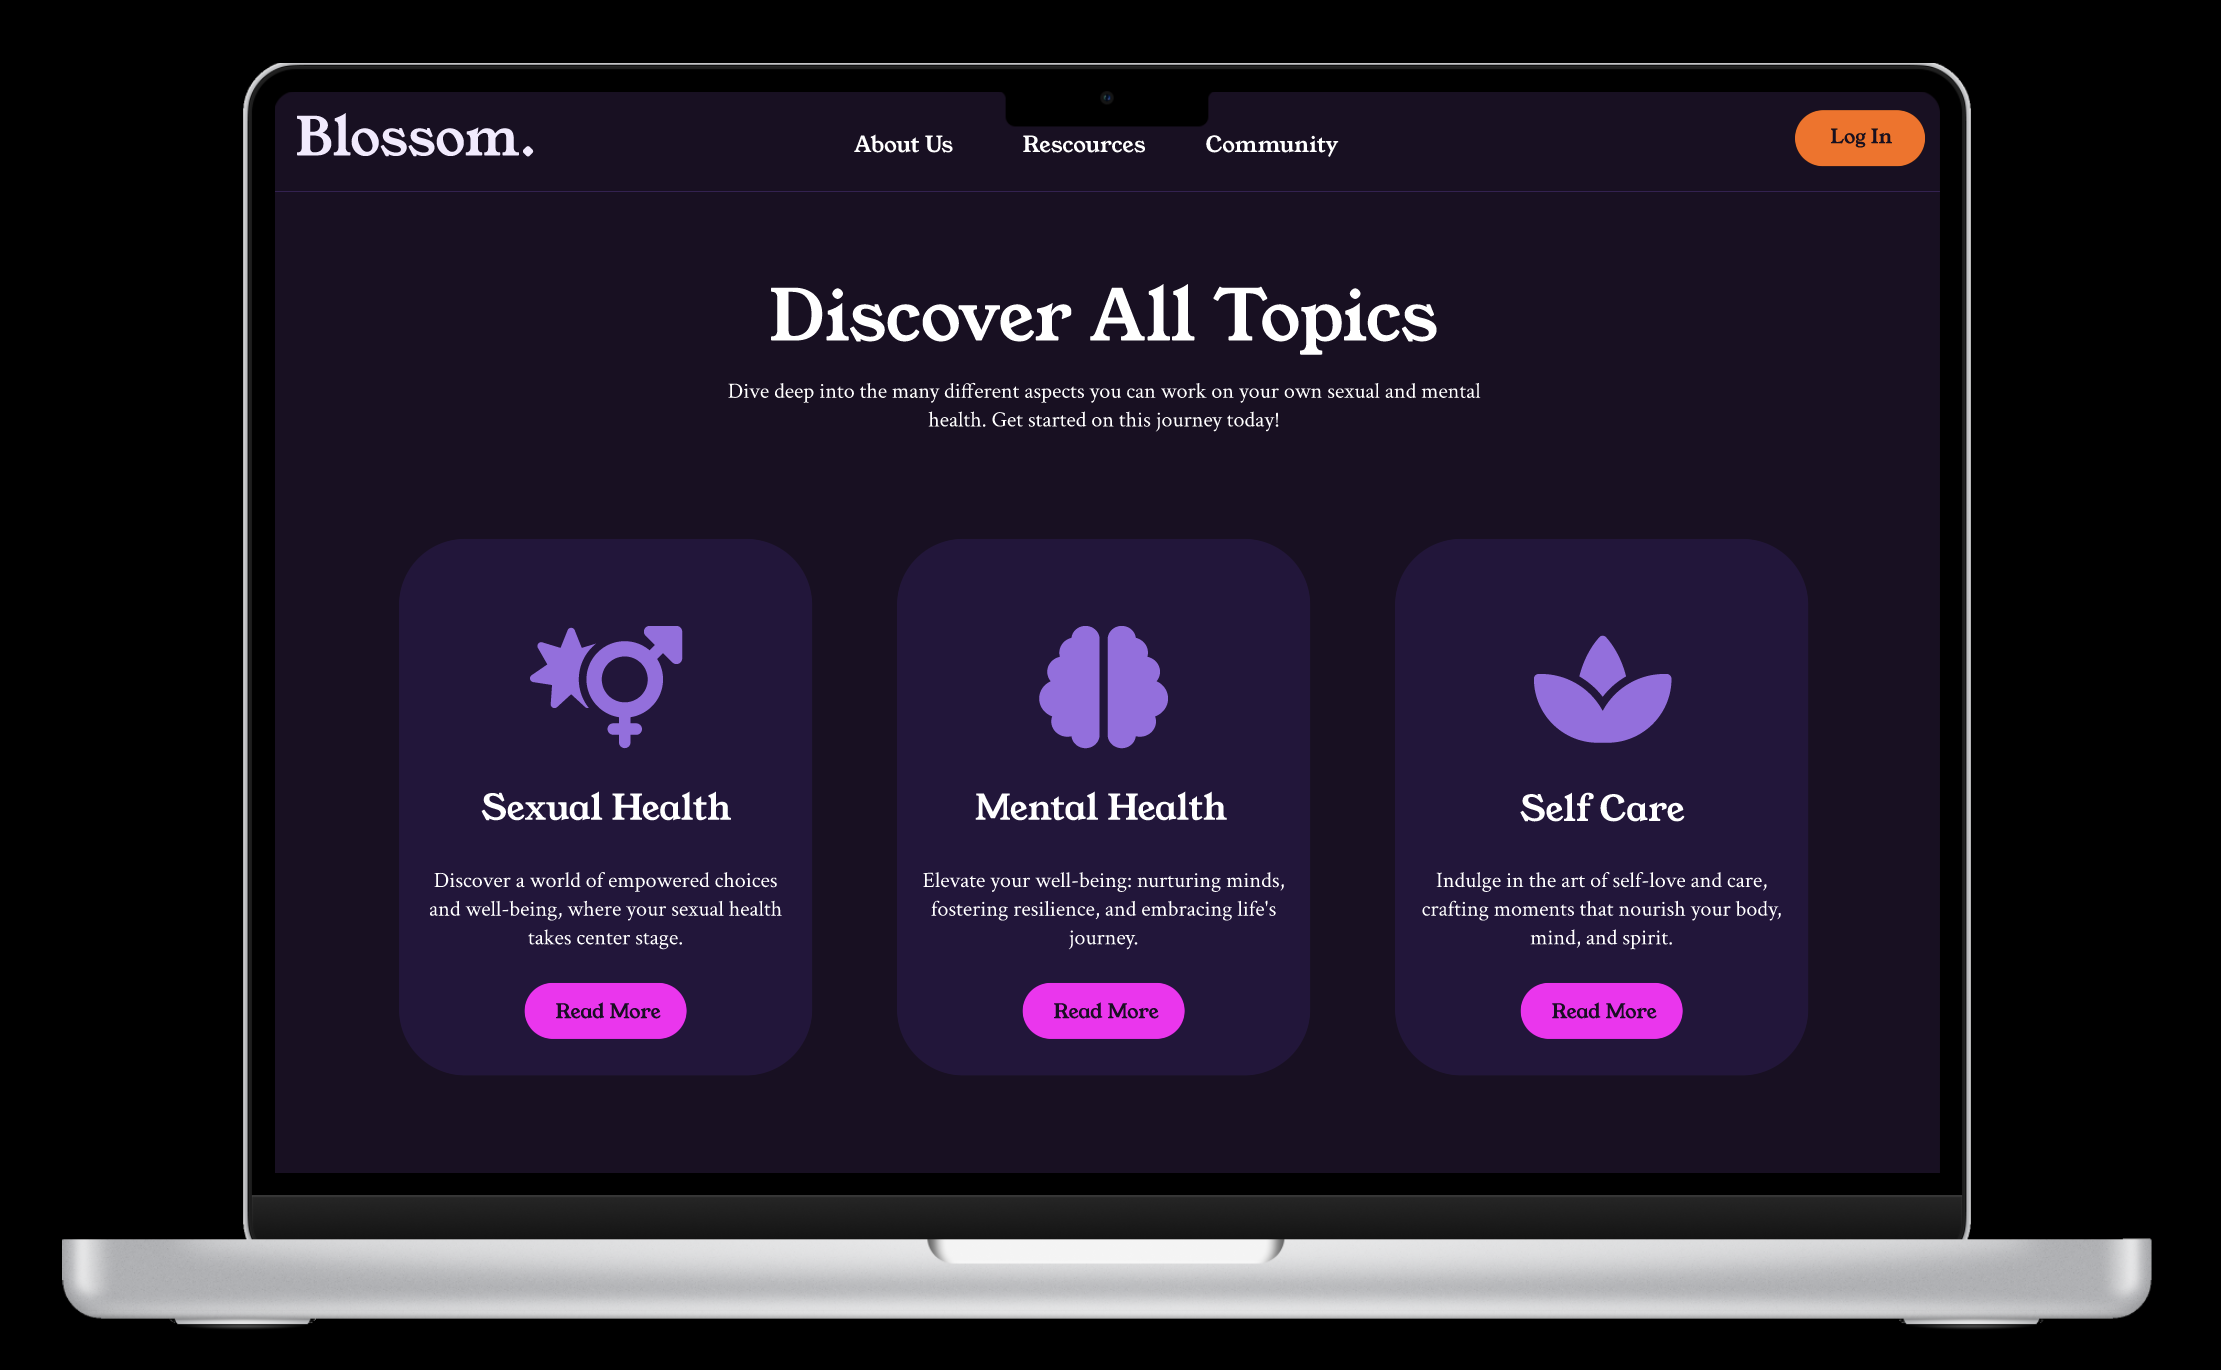 Blossom.
About Us
Rescources
Community
Log In
Discover All Topics
Dive deep into the many different aspects you can work on your own sexual and mental
health. Get started on this journey today!
Sexual Health
Discover a world of empowered choices
and well-being, where your sexual health
takes center stage.
Read More
Mental Health
Elevate your well-being: nurturing minds,
fostering resilience, and embracing life's
journey.
Read More
Self Care
Indulge in the art of self-love and care,
crafting moments that nourish your body,
mind, and spirit.
Read More